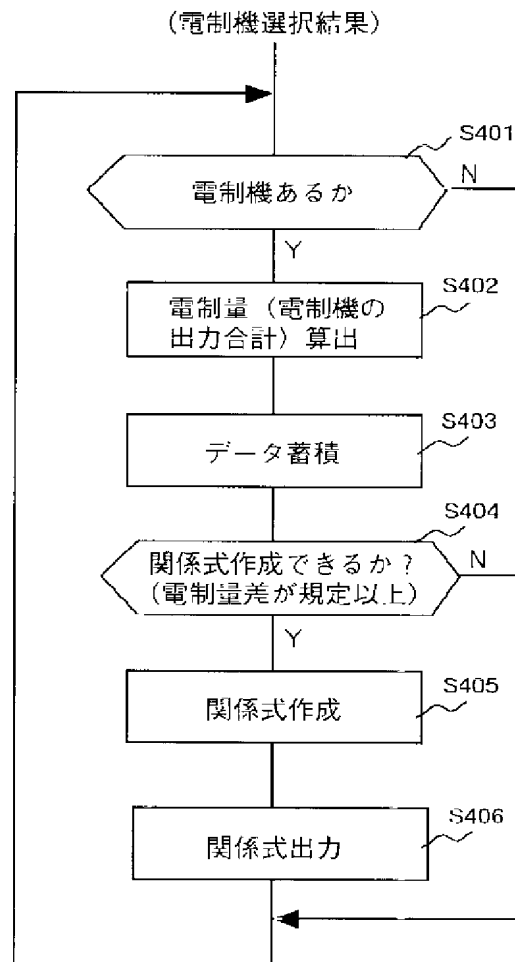 (電制機選択結果)
S401
電制機あるか
N
Y
S402
電制量(電制機の
出力合計)算出
S403
データ蓄積
S404
関係式作成できるか?
(電制量差が規定以上)
N
Y
S405
関係式作成
S406
関係式出力